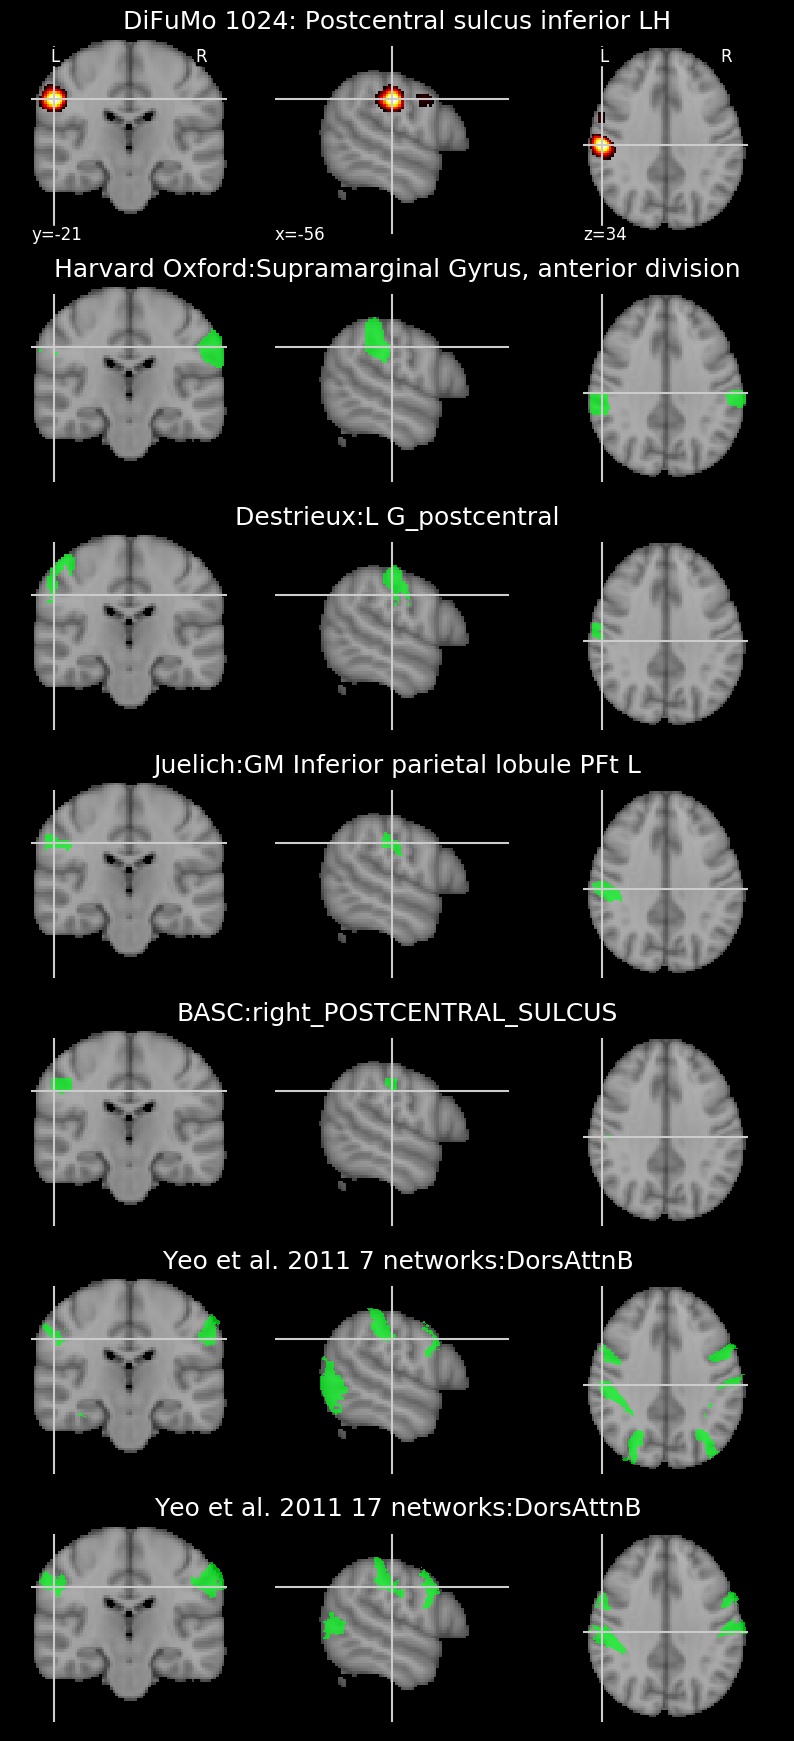 DiFuMo 1024: Postcentral sulcus inferior LH
L R L R
y=-21 x=-56 z=34
Harvard Oxford:Supramarginal Gyrus, anterior division
Destrieux:L G_postcentral
Juelich:GM Inferior parietal lobule PFt L
BASC:right_POSTCENTRAL_SULCUS
Yeo et al. 2011 7 networks:DorsAttnB
Yeo et al. 2011 17 networks:DorsAttnB